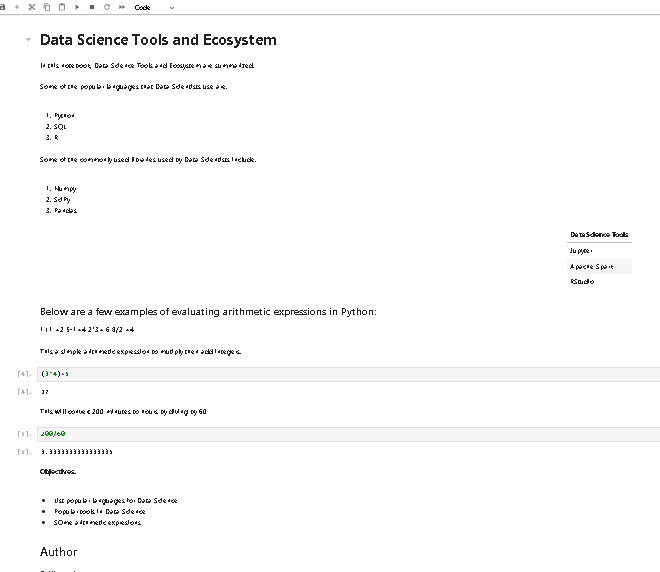 Code
Data Science Tools and Ecosystem
In this notebook, Data Science Tools and Ecosystem are summarized.
Some of the popular languages that Data Scientists use are:
1. Python
2. SQL
3. R
Some of the commonly used libraries used by Data Scientists include:
1. Numpy
2. SciPy
3. Pandas
Data Science Tools
Jupyter
Apache Spark
RStudio
Below are a few examples of evaluating arithmetic expressions in Python:
1+1 =2 5-1 =4 2*3 = 6 8/2 =4
This a simple arithmetic expression to multiply then add integers.
[4]: (3*4)+5
[4]: 17
This will convert 200 minutes to hours by diving by 60
[5]: 200/60
[5]: 3.3333333333333335
Objectives:
List popular languages for Data Science
Popular tools in Data Science
SOme arithmetic expresions
Author